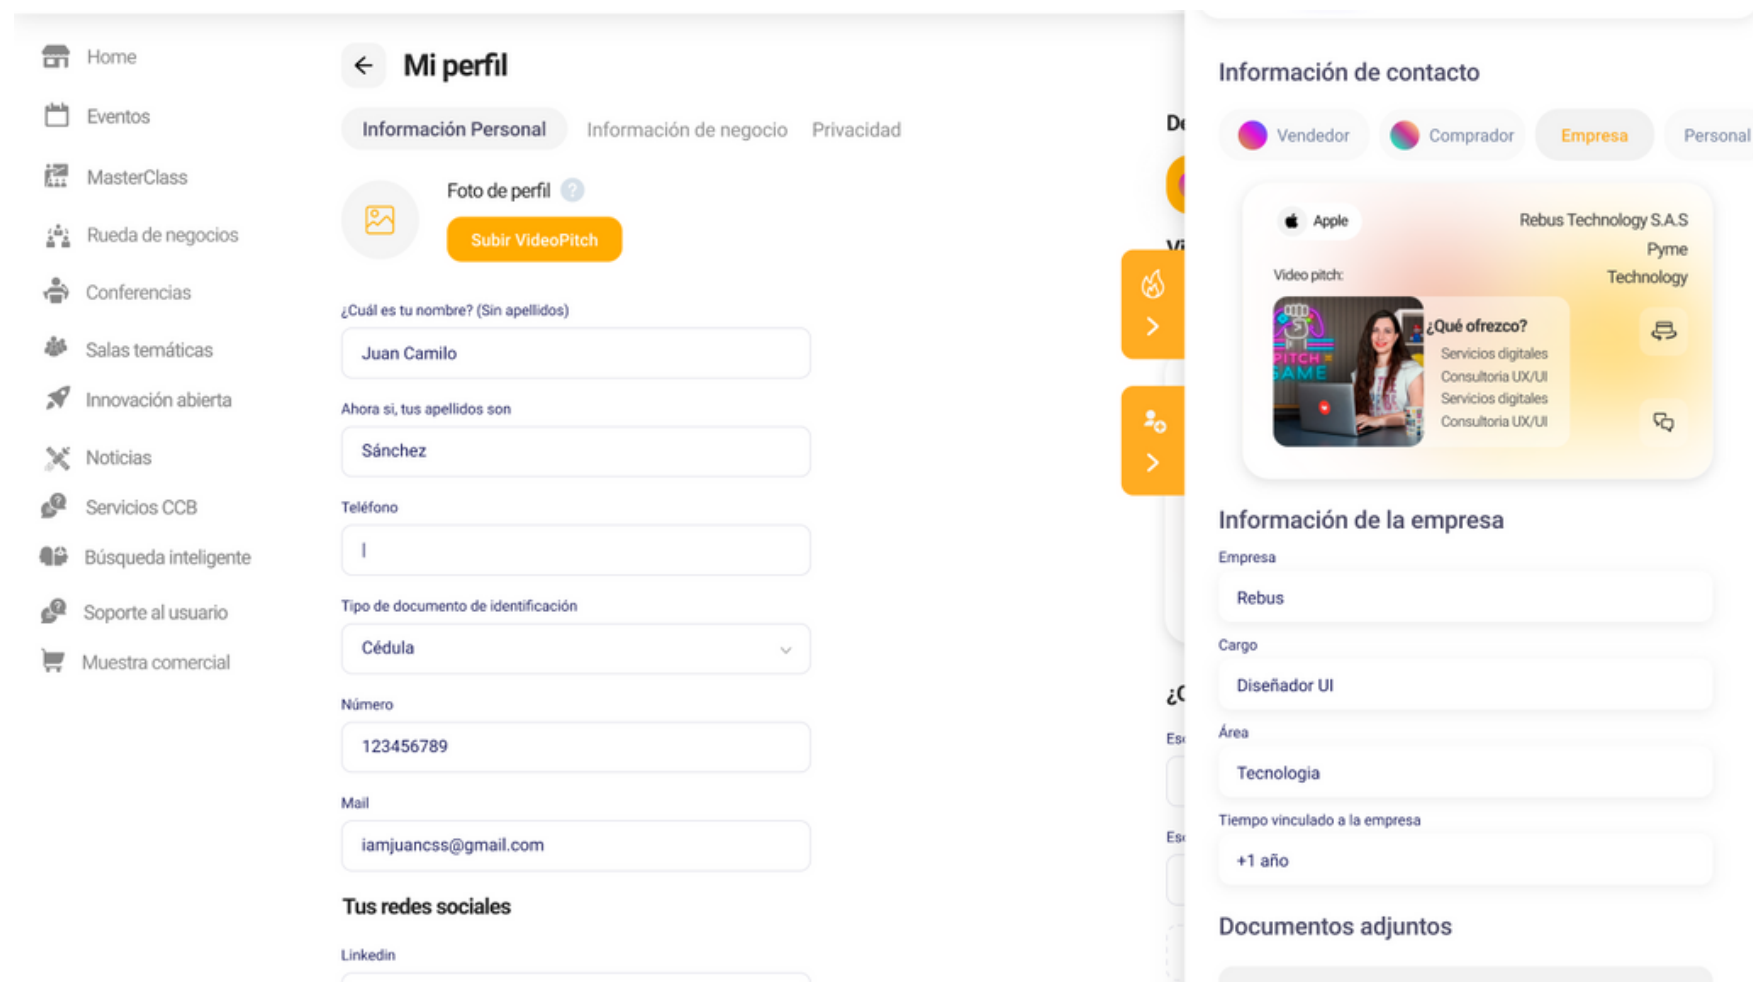 Home
Eventos
MasterClass
Rueda de negocios
Conferencias
Salas temáticas
Innovación abierta
Noticias
Servicios CCB
Búsqueda inteligente
Soporte al usuario
Muestra comercial
Mi perfil
Información Personal
Información de negocio
Privacidad
Foto de perfil ?
Subir VideoPitch
¿Cuál es tu nombre? (Sin apellidos)
Juan Camilo
Ahora si, tus apellidos son
Sánchez
Teléfono
Tipo de documento de identificación
Cédula
Número
123456789
Mail
iamjuancss@gmail.com
Tus redes sociales
Linkedin
Información de contacto
Vendedor
Comprador
Empresa
Personal
Apple
Rebus Technology S.A.S
Pyme
Technology
Video pitch:
PITCH
GAME
¿Qué ofrezco?
Servicios digitales
Consultoria UX/UI
Servicios digitales
Consultoria UX/UI
Información de la empresa
Empresa
Rebus
Cargo
Diseñador UI
Área
Tecnologia
Tiempo vinculado a la empresa
+1 año
Documentos adjuntos